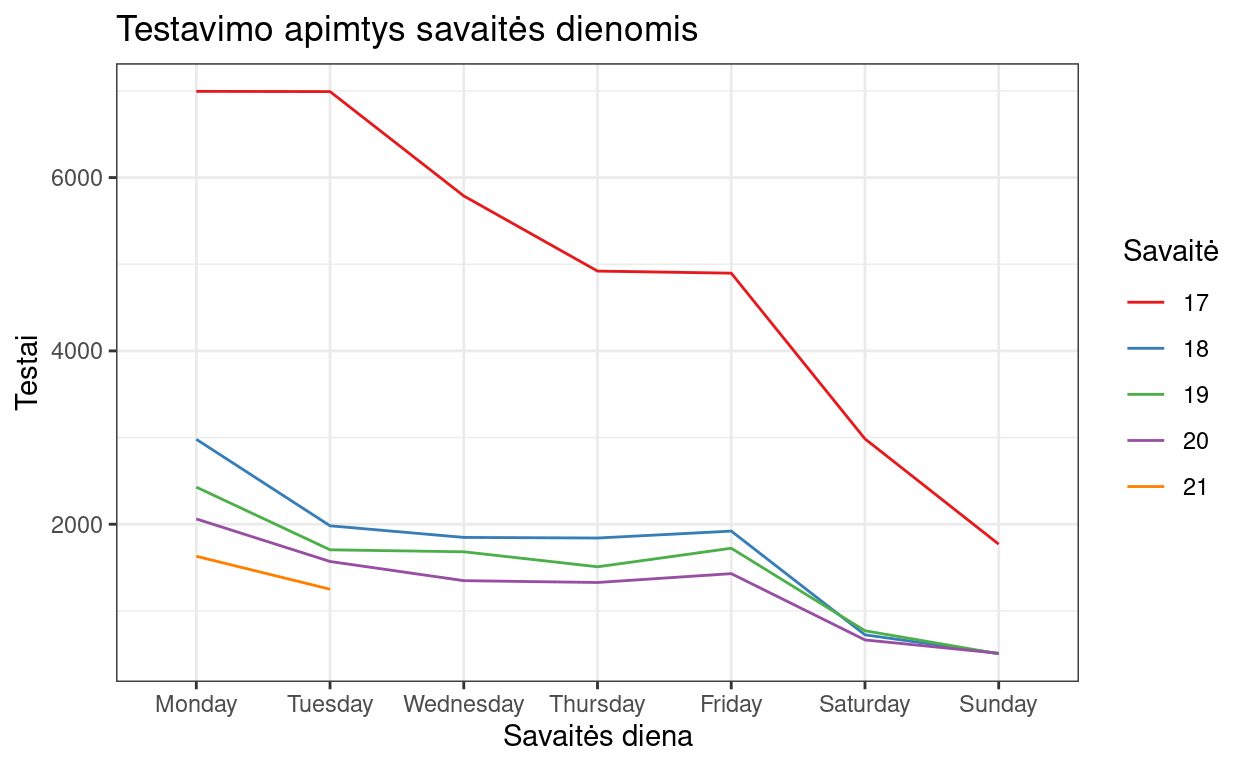 Testavimo apimtys savaitės dienomis
Testai
6000
4000
2000
Monday Tuesday Wednesday Thursday Friday Saturday Sunday
Savaitės diena
Savaitė
17
18
19
20
21